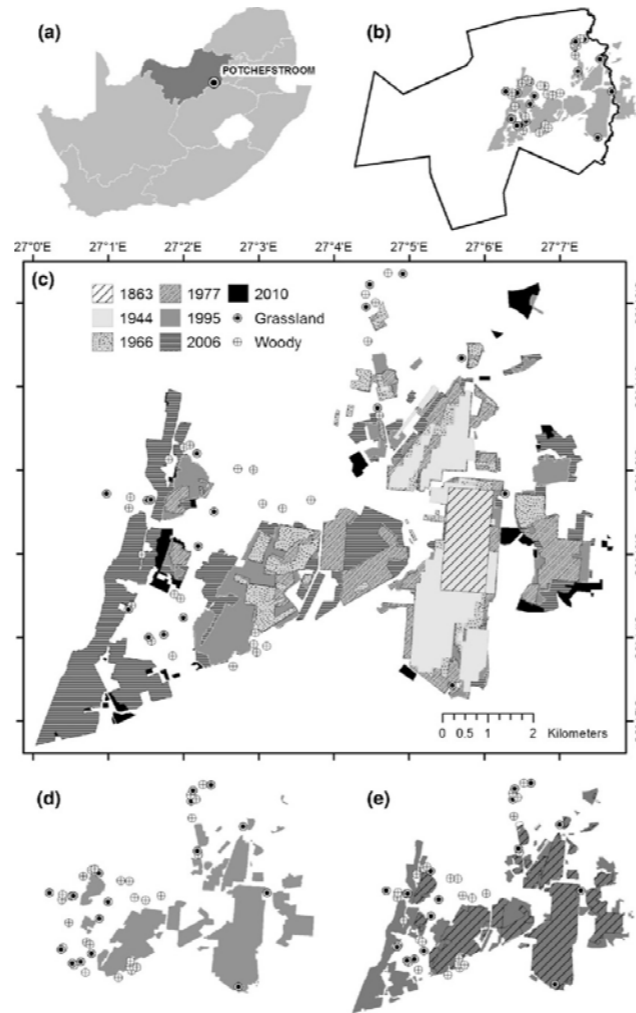 (a)
POTCHEFSTROOM
(b)
27°0'E 27°1'E 27°2'E 27°3'E 27°4'E 27°5'E 27°6'E 27°7'E
(c)
1863 1977 2010
1944 1995 Grassland
1966 2006 Woody
0 0.5 1 2 Kilometers
(d)
(e)